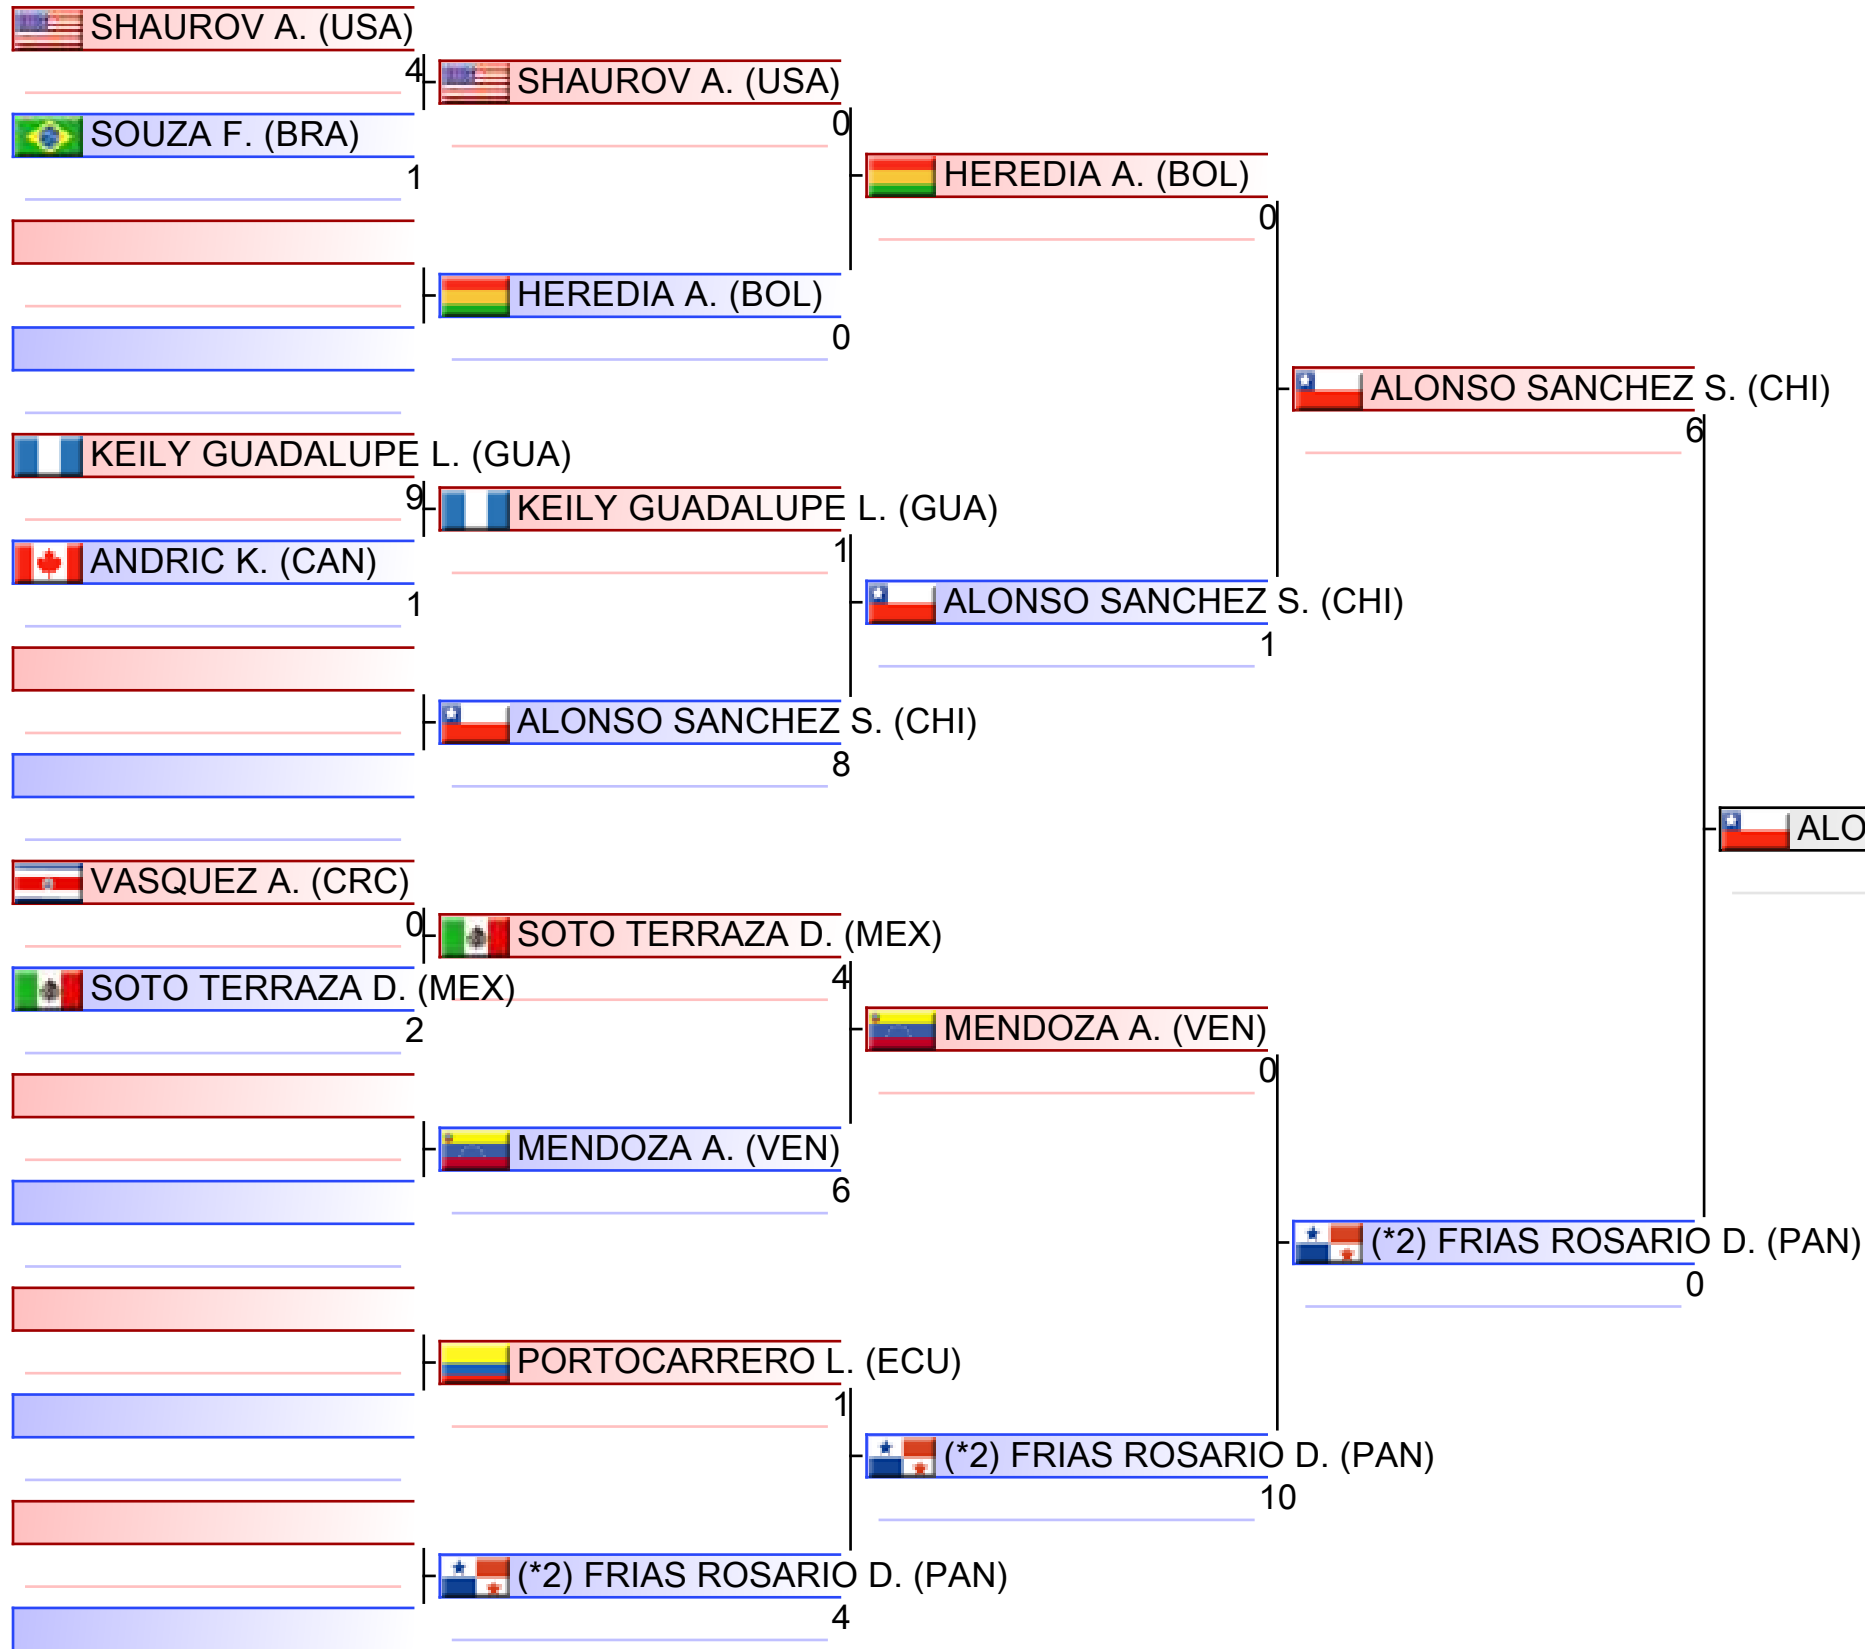 SHAUROV A. (USA)
4
SHAUROV A. (USA)
0
SOUZA F. (BRA)
1
HEREDIA A. (BOL)
0
HEREDIA A. (BOL)
0
ALONSO SANCHEZ S. (CHI)
6
KEILY GUADALUPE L. (GUA)
9
KEILY GUADALUPE L. (GUA)
1
ANDRIC K. (CAN)
1
ALONSO SANCHEZ S. (CHI)
1
ALONSO SANCHEZ S. (CHI)
8
ALO
VASQUEZ A. (CRC)
0
SOTO TERRAZA D. (MEX)
4
SOTO TERRAZA D. (MEX)
2
MENDOZA A. (VEN)
0
MENDOZA A. (VEN)
6
(*2) FRIAS ROSARIO D. (PAN)
0
PORTOCARRERO L. (ECU)
1
(*2) FRIAS ROSARIO D. (PAN)
10
(*2) FRIAS ROSARIO D. (PAN)
4